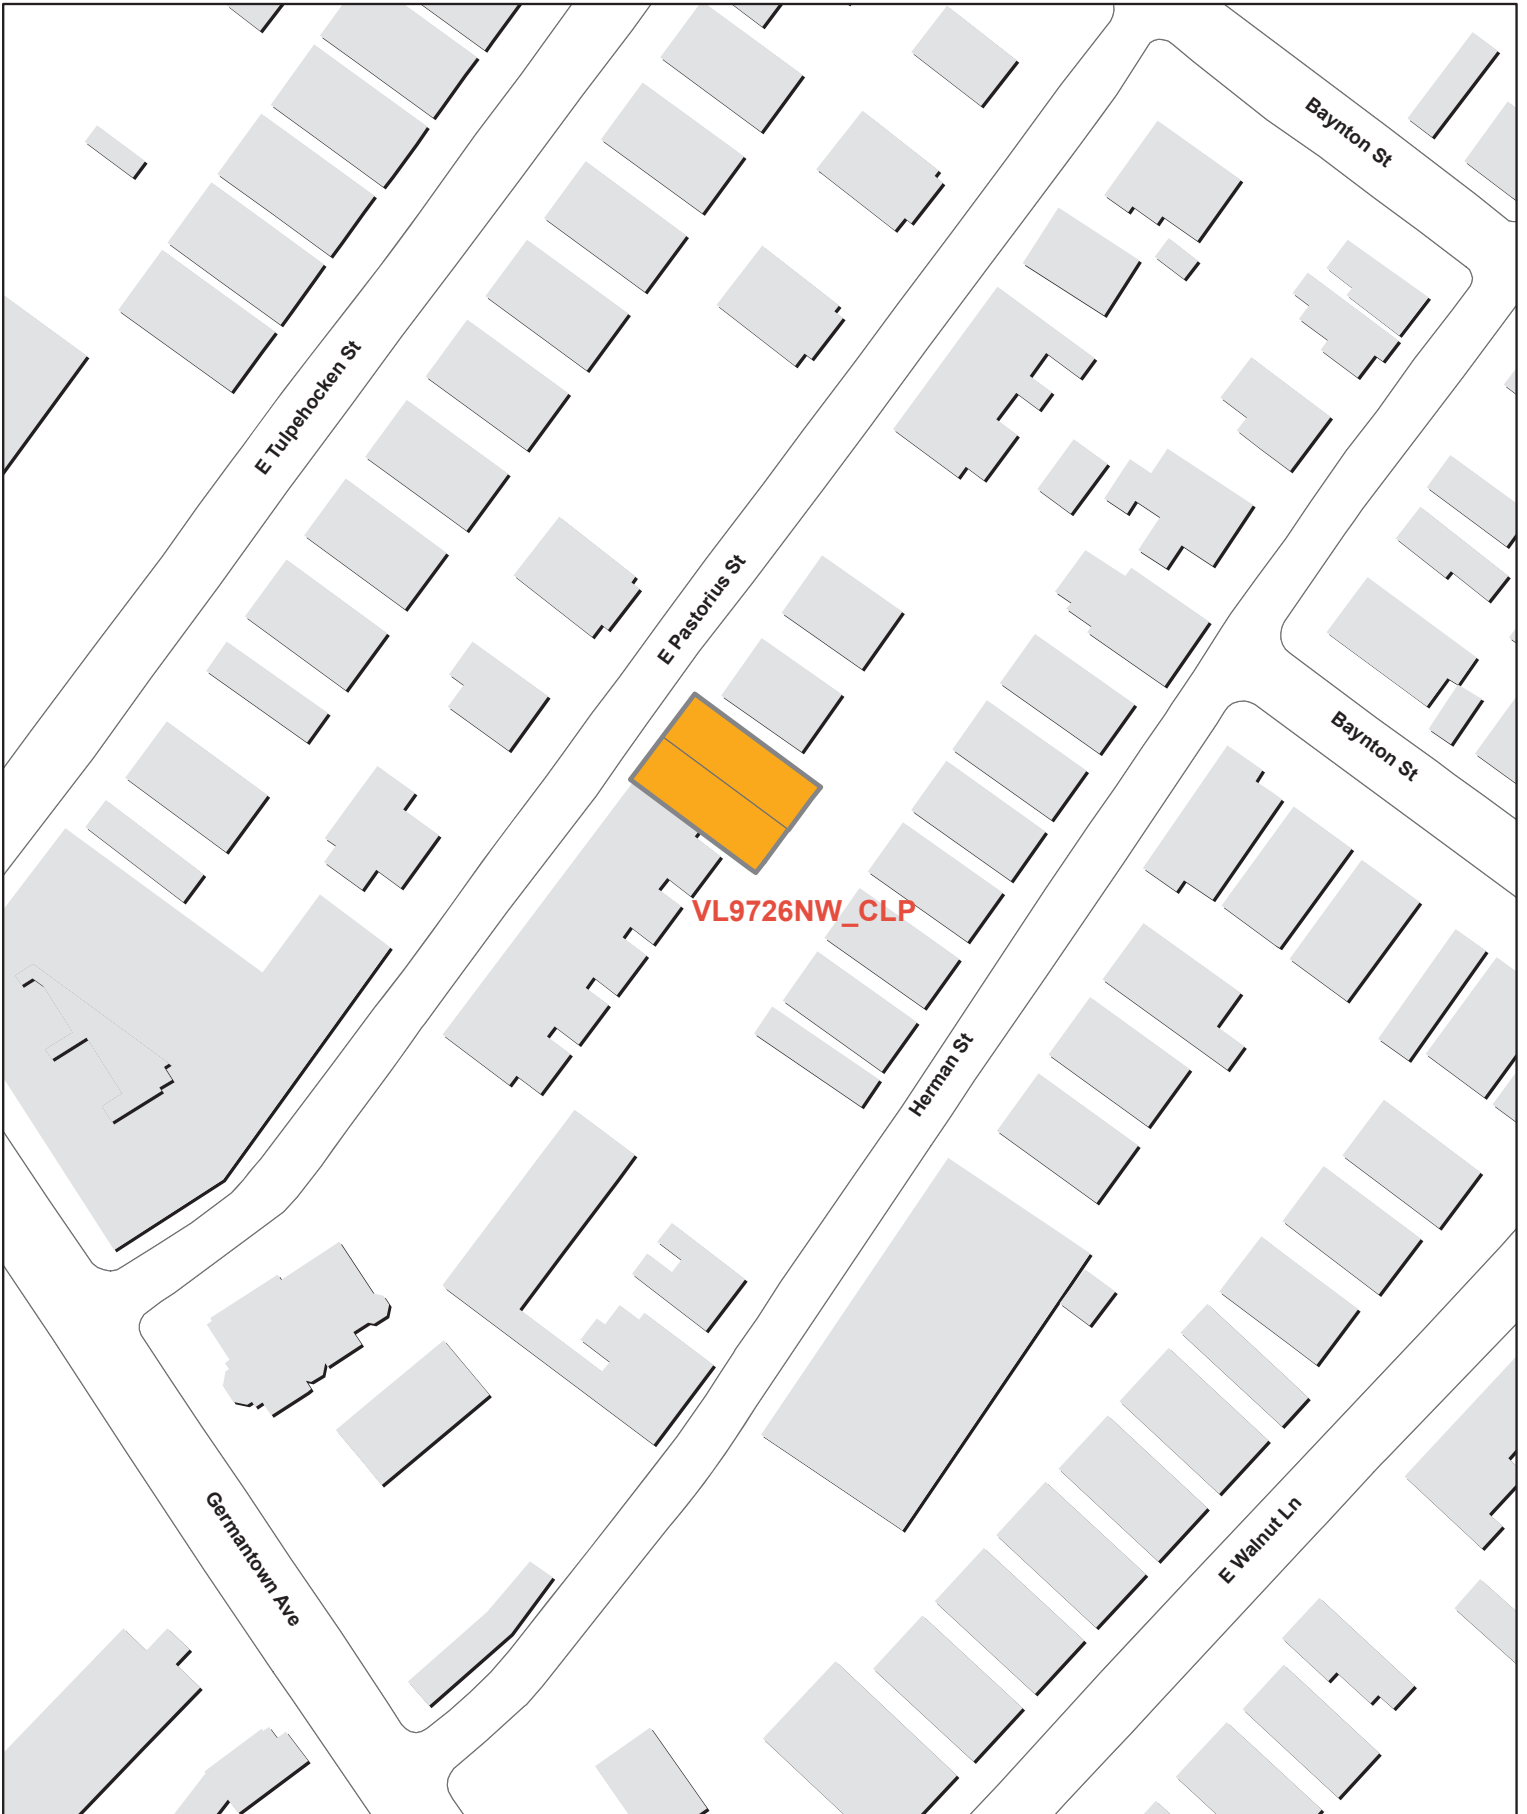 Baynton St
E Tulpehocken St
E Pastorius St
Baynton St
VL9726NW_CLP
Herman St
Germantown Ave
E Walnut Ln